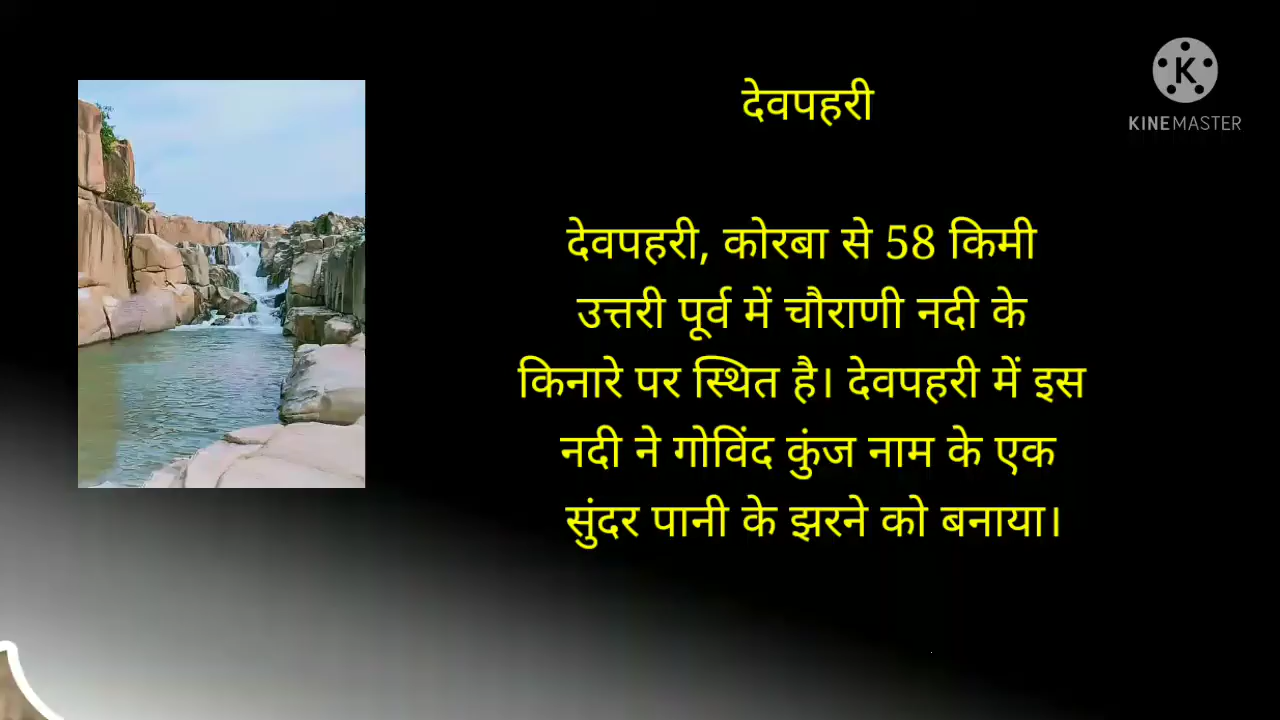 देवपहरी
KINEMASTER
देवपहरी, कोरबा से 58 किमी
उत्तरी पूर्व में चौराणी नदी के
किनारे पर स्थित है। देवपहरी में इस
नदी ने गोविंद कुंज नाम के एक
सुंदर पानी के झरने को बनाया।